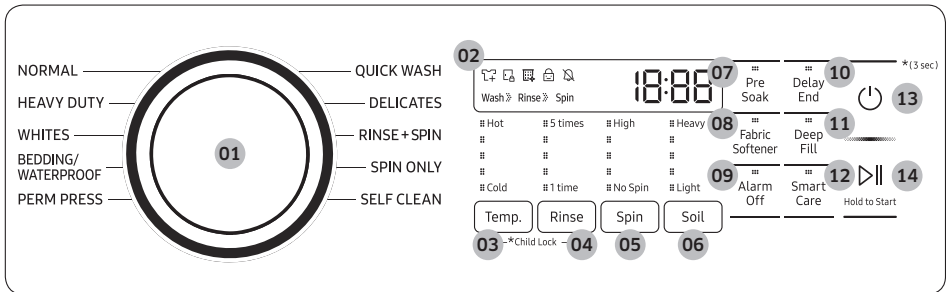 NORMAL
HEAVY DUTY
WHITES
BEDDING/
WATERPROOF
PERM PRESS
01
QUICK WASH
DELICATES
RINSE+SPIN
SPIN ONLY
SELF CLEAN
02
18:88
Wash Rinse Spin
Hot 5 times High Heavy
Cold 1 time No Spin Light
Temp. Rinse Spin Soil
03 *Child Lock 04 05 06
07 Pre
Soak
Delay
End 10
08 Fabric
Softener
Deep
Fill 11
09 Alarm
Off
Smart
Care 12
*(3 sec)
13
14
Hold to Start